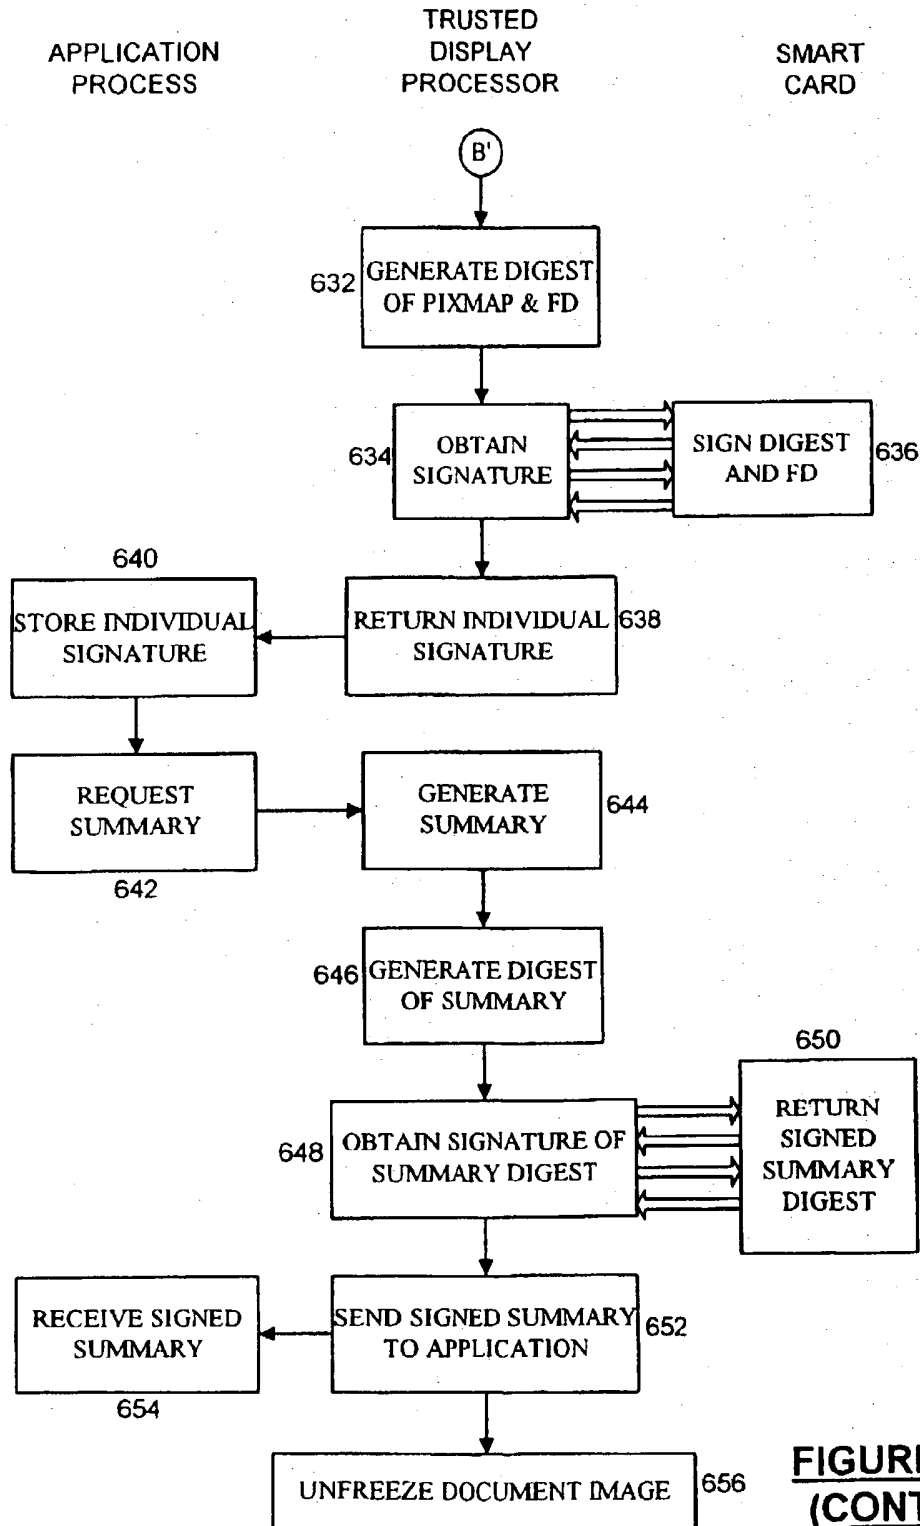 APPLICATION
PROCESS
TRUSTED
DISPLAY
PROCESSOR
SMART
CARD
B'
632
GENERATE DIGEST
OF PIXMAP & FD
634
OBTAIN
SIGNATURE
SIGN DIGEST
AND FD
636
640
STORE INDIVIDUAL
SIGNATURE
RETURN INDIVIDUAL
SIGNATURE
638
REQUEST
SUMMARY
642
GENERATE
SUMMARY
644
646
GENERATE DIGEST
OF SUMMARY
648
OBTAIN SIGNATURE OF
SUMMARY DIGEST
650
RETURN
SIGNED
SUMMARY
DIGEST
RECEIVE SIGNED
SUMMARY
654
SEND SIGNED SUMMARY
TO APPLICATION
652
UNFREEZE DOCUMENT IMAGE
656
FIGURE
(CONT